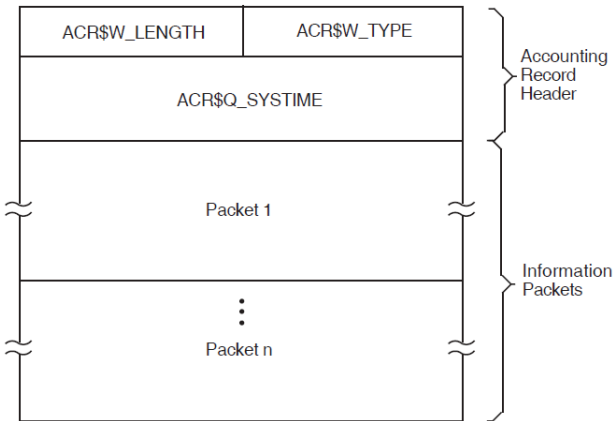 ACR$W_LENGTH
ACR$W_TYPE
Accounting
Record
Header
ACR$Q_SYSTIME
Packet 1
Information
Packets
Packet n